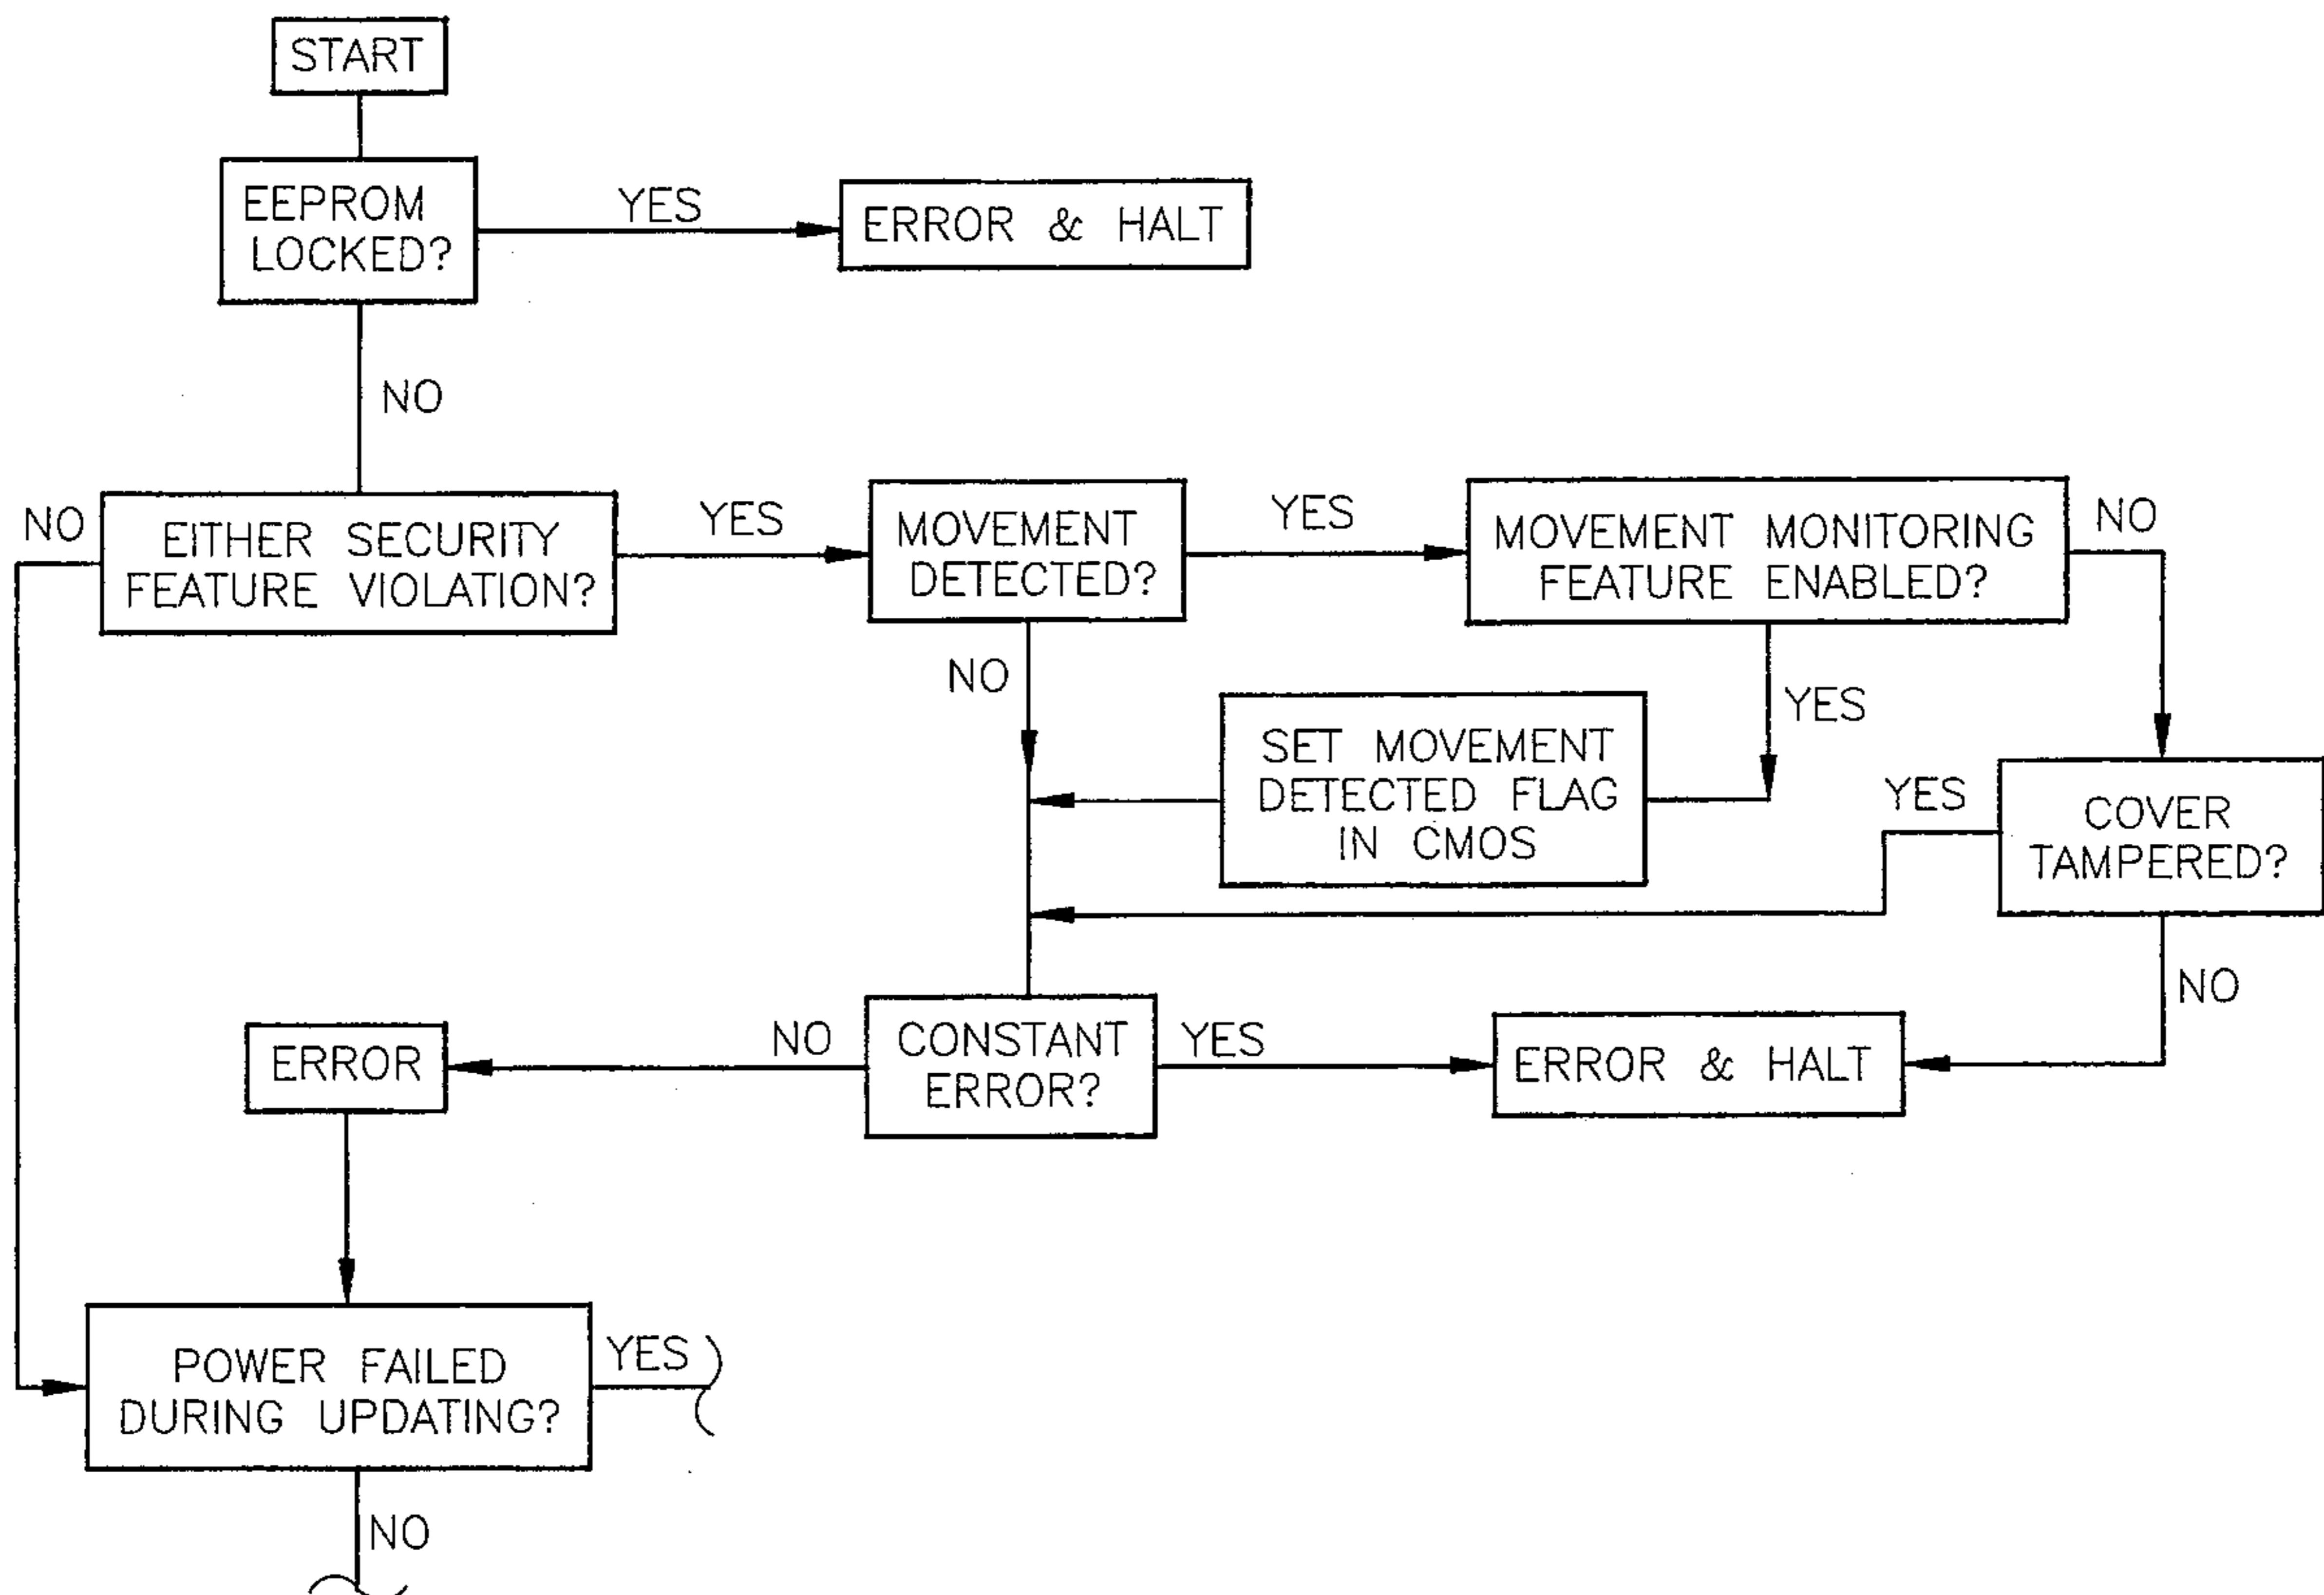 START
EEPROM
LOCKED?
YES
ERROR & HALT
NO
NO
EITHER SECURITY
FEATURE VIOLATION?
YES
MOVEMENT
DETECTED?
YES
MOVEMENT MONITORING
FEATURE ENABLED?
NO
NO
YES
SET MOVEMENT
DETECTED FLAG
IN CMOS
YES
COVER
TAMPERED?
NO
ERROR
NO
CONSTANT
ERROR?
YES
ERROR & HALT
POWER FAILED
DURING UPDATING?
YES
NO